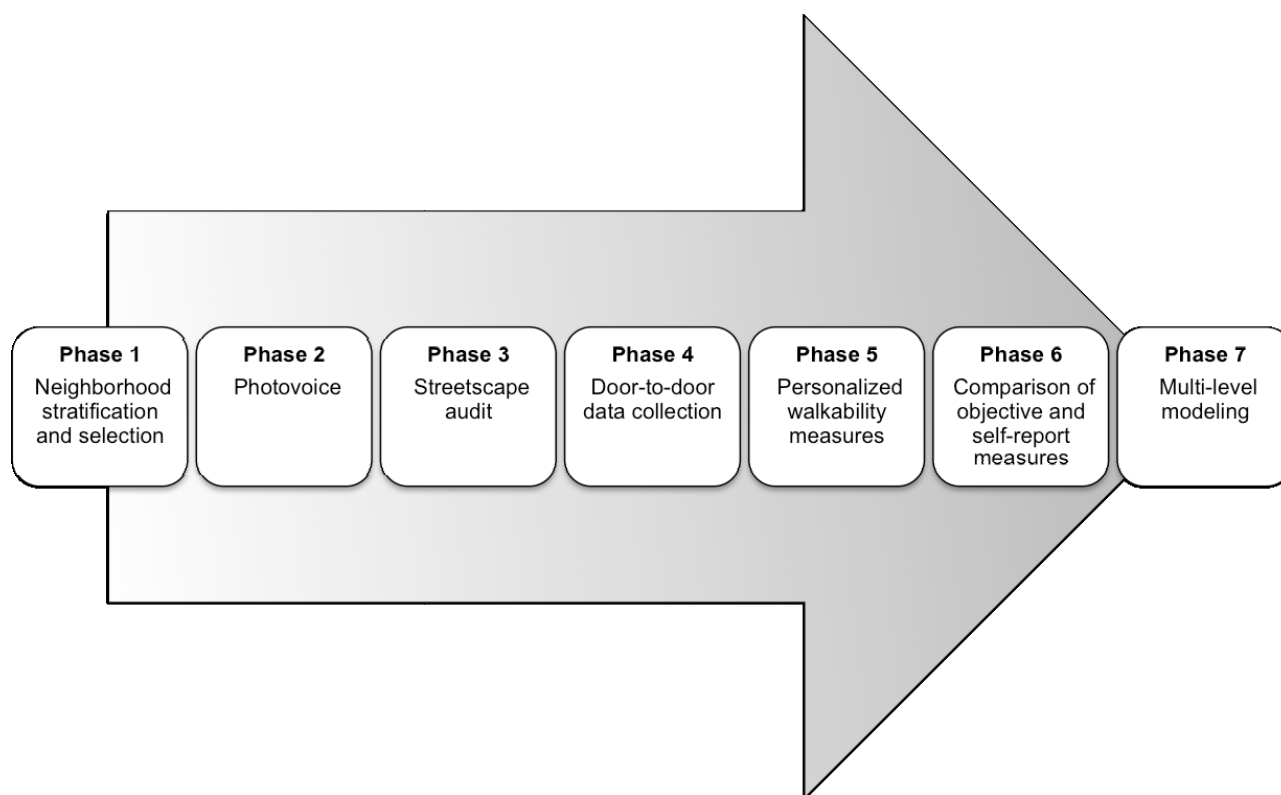 Phase 1
Neighborhood
stratification
and selection
Phase 2
Photovoice
Phase 3
Streetscape
audit
Phase 4
Door-to-door
data collection
Phase 5
Personalized
walkability
measures
Phase 6
Comparison of
objective and
self-report
measures
Phase 7
Multi-level
modeling